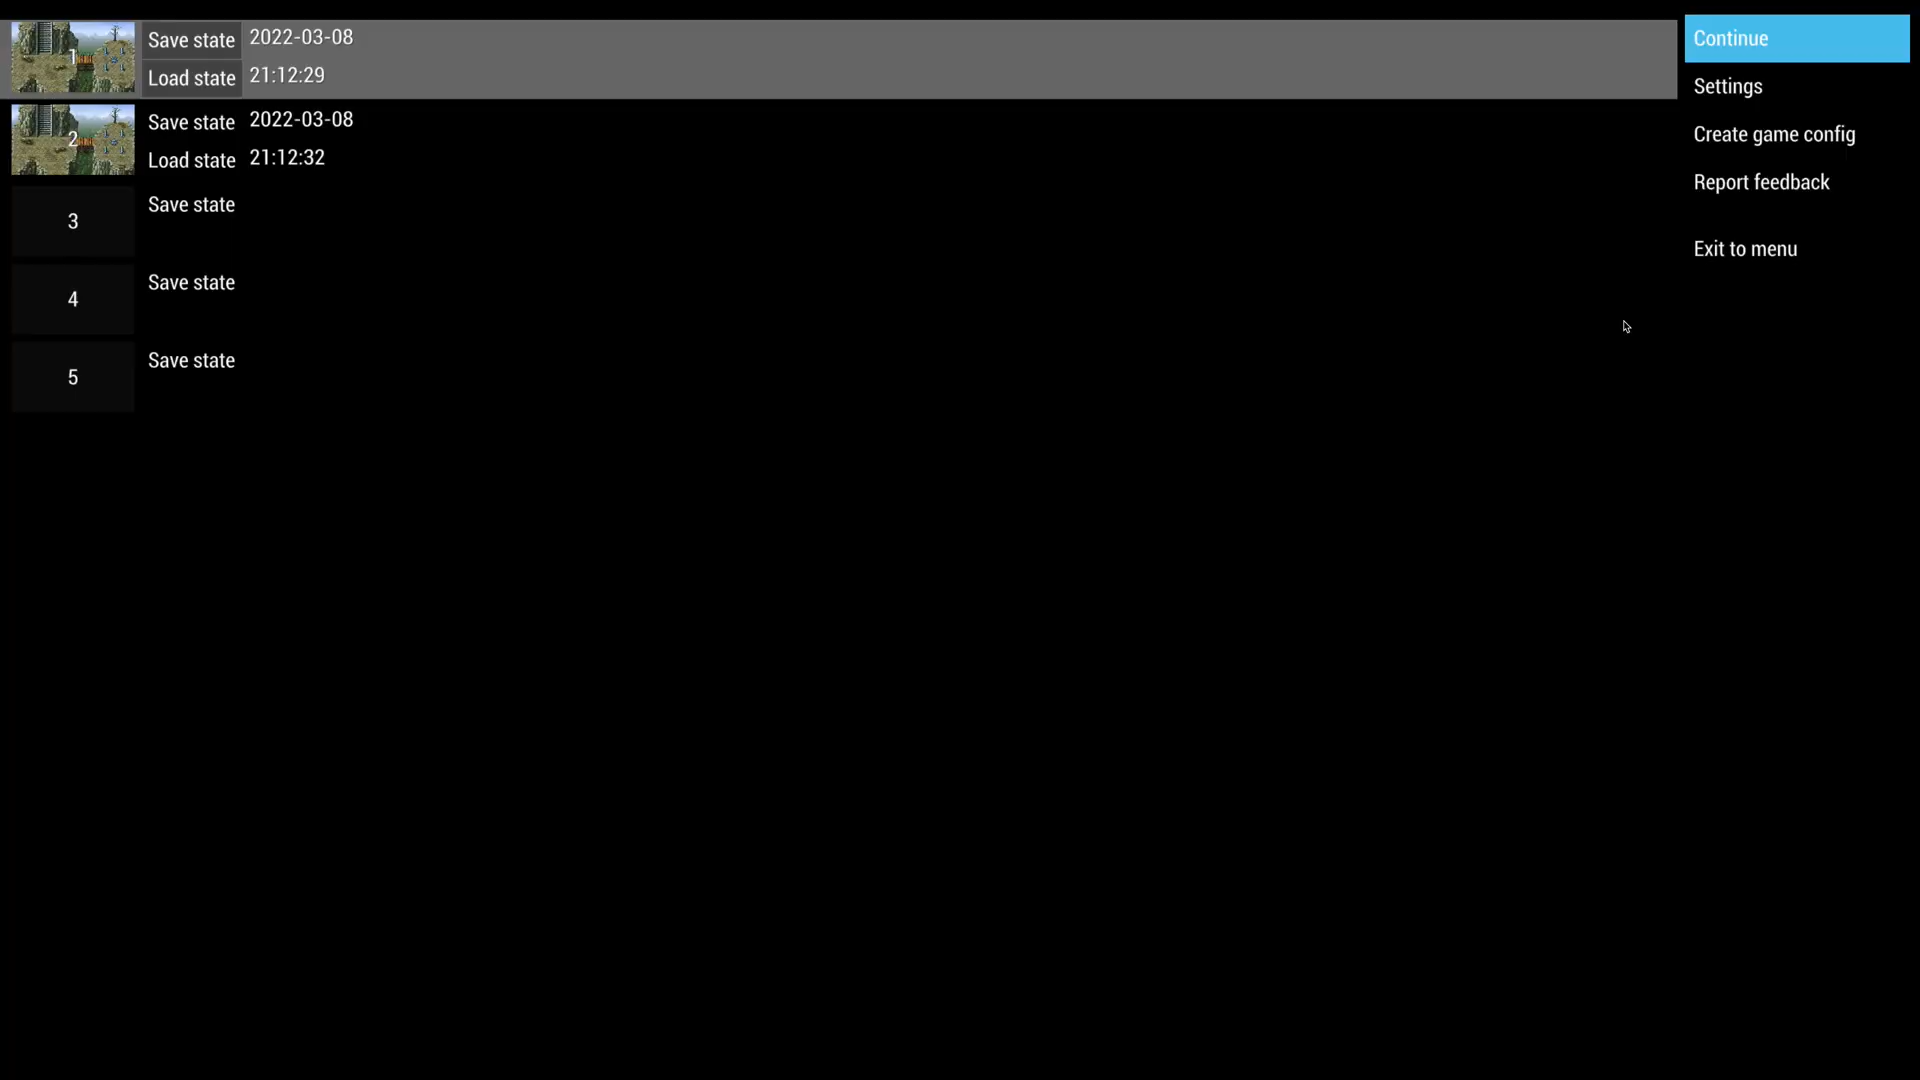 1
Save state
2022-03-08
Load state
21:12:29
2
Save state
2022-03-08
Load state
21:12:32
3
Save state
4
Save state
5
Save state
Continue
Settings
Create game config
Report feedback
Exit to menu